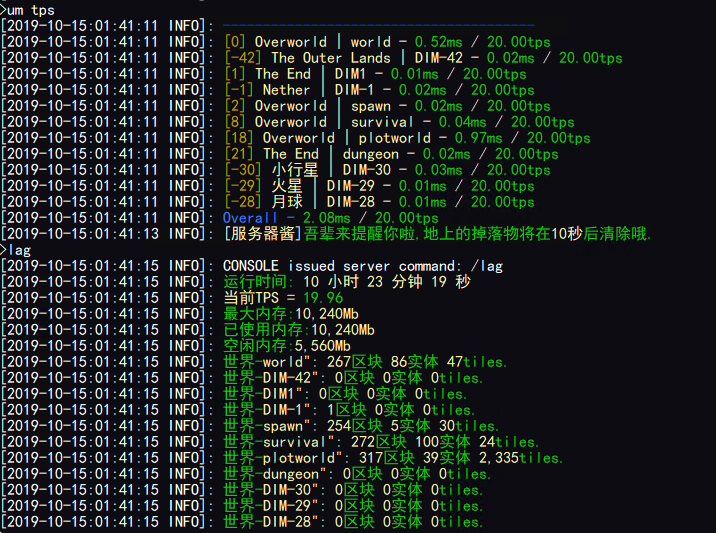 >um tps
[2019-10-15:01:41:11 INFO]: ----------------------------------------
[2019-10-15:01:41:11 INFO]: [0] Overworld | world - 0.52ms / 20.00tps
[2019-10-15:01:41:11 INFO]: [-42] The Outer Lands | DIM-42 - 0.02ms / 20.00tps
[2019-10-15:01:41:11 INFO]: [1] The End | DIM1 - 0.01ms / 20.00tps
[2019-10-15:01:41:11 INFO]: [-1] Nether | DIM-1 - 0.02ms / 20.00tps
[2019-10-15:01:41:11 INFO]: [2] Overworld | spawn - 0.02ms / 20.00tps
[2019-10-15:01:41:11 INFO]: [8] Overworld | survival - 0.04ms / 20.00tps
[2019-10-15:01:41:11 INFO]: [18] Overworld | plotworld - 0.97ms / 20.00tps
[2019-10-15:01:41:11 INFO]: [21] The End | dungeon - 0.02ms / 20.00tps
[2019-10-15:01:41:11 INFO]: [-30] 小行星 | DIM-30 - 0.03ms / 20.00tps
[2019-10-15:01:41:11 INFO]: [-29] 火星 | DIM-29 - 0.01ms / 20.00tps
[2019-10-15:01:41:11 INFO]: [-28] 月球 | DIM-28 - 0.01ms / 20.00tps
[2019-10-15:01:41:11 INFO]: Overall - 2.08ms / 20.00tps
[2019-10-15:01:41:13 INFO]: [服务器酱]吾辈来提醒你啦,地上的掉落物将在10秒后清除哦.
>lag
[2019-10-15:01:41:15 INFO]: CONSOLE issued server command: /lag
[2019-10-15:01:41:15 INFO]: 运行时间: 10 小时 23 分钟 19 秒
[2019-10-15:01:41:15 INFO]: 当前TPS = 19.96
[2019-10-15:01:41:15 INFO]: 最大内存:10,240Mb
[2019-10-15:01:41:15 INFO]: 已使用内存:10,240Mb
[2019-10-15:01:41:15 INFO]: 空闲内存:5,560Mb
[2019-10-15:01:41:15 INFO]: 世界-world": 267区块 86实体 47tiles.
[2019-10-15:01:41:15 INFO]: 世界-DIM-42": 0区块 0实体 0tiles.
[2019-10-15:01:41:15 INFO]: 世界-DIM1": 0区块 0实体 0tiles.
[2019-10-15:01:41:15 INFO]: 世界-DIM-1": 1区块 0实体 0tiles.
[2019-10-15:01:41:15 INFO]: 世界-spawn": 254区块 5实体 30tiles.
[2019-10-15:01:41:15 INFO]: 世界-survival": 272区块 100实体 24tiles.
[2019-10-15:01:41:15 INFO]: 世界-plotworld": 317区块 39实体 2,335tiles.
[2019-10-15:01:41:15 INFO]: 世界-dungeon": 0区块 0实体 0tiles.
[2019-10-15:01:41:15 INFO]: 世界-DIM-30": 0区块 0实体 0tiles.
[2019-10-15:01:41:15 INFO]: 世界-DIM-29": 0区块 0实体 0tiles.
[2019-10-15:01:41:15 INFO]: 世界-DIM-28": 0区块 0实体 0tiles.